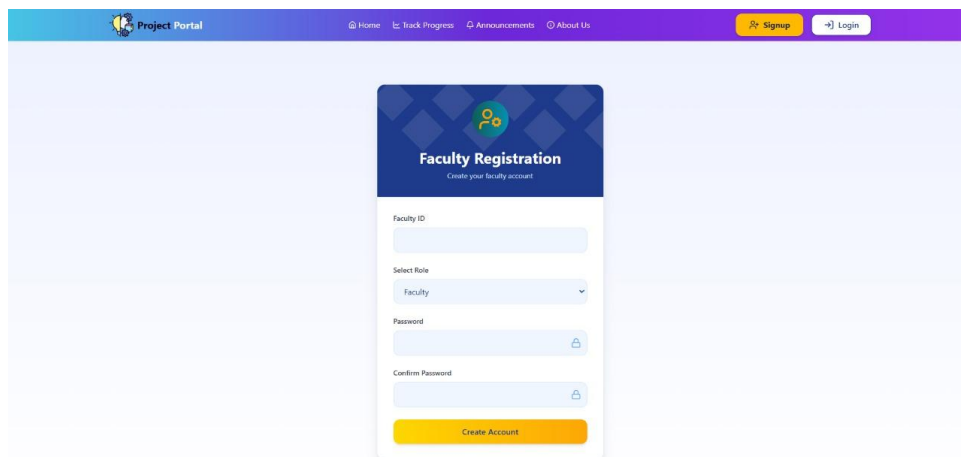 Project Portal Home Track Progress Announcements About Us Signup Login
Faculty Registration
Create your faculty account
Faculty ID
Select Role
Faculty
Password
Confirm Password
Create Account